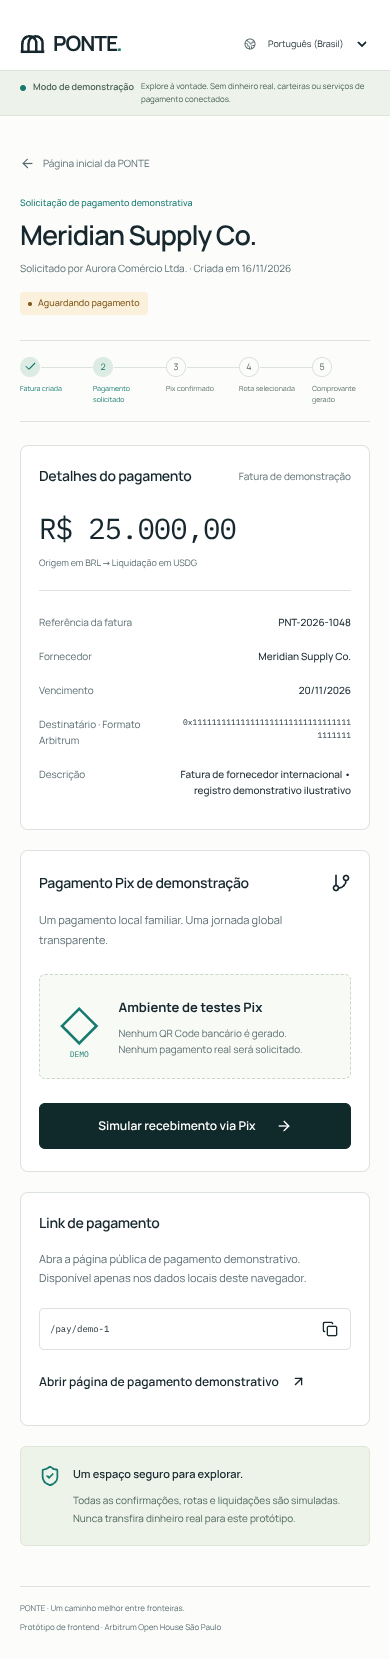 PONTE.
Português (Brasil)
Modo de demonstração
Explore à vontade. Sem dinheiro real, carteiras ou serviços de
pagamento conectados.
Página inicial da PONTE
Solicitação de pagamento demonstrativa
Meridian Supply Co.
Solicitado por Aurora Comércio Ltda. · Criada em 16/11/2026
Aguardando pagamento
2
3
4
5
Fatura criada
Pagamento
solicitado
Pix confirmado
Rota selecionada
Comprovante
gerado
Detalhes do pagamento
Fatura de demonstração
R$ 25.000,00
Origem em BRL → Liquidação em USDG
Referência da fatura
PNT-2026-1048
Fornecedor
Meridian Supply Co.
Vencimento
20/11/2026
Destinatário · Formato
Arbitrum
0x111111111111111111111111111111111
1111111
Descrição
Fatura de fornecedor internacional •
registro demonstrativo ilustrativo
Pagamento Pix de demonstração
Um pagamento local familiar. Uma jornada global
transparente.
DEMO
Ambiente de testes Pix
Nenhum QR Code bancário é gerado.
Nenhum pagamento real será solicitado.
Simular recebimento via Pix
Link de pagamento
Abra a página pública de pagamento demonstrativo.
Disponível apenas nos dados locais deste navegador.
/pay/demo-1
Abrir página de pagamento demonstrativo
Um espaço seguro para explorar.
Todas as confirmações, rotas e liquidações são simuladas.
Nunca transfira dinheiro real para este protótipo.
PONTE · Um caminho melhor entre fronteiras.
Protótipo de frontend · Arbitrum Open House São Paulo